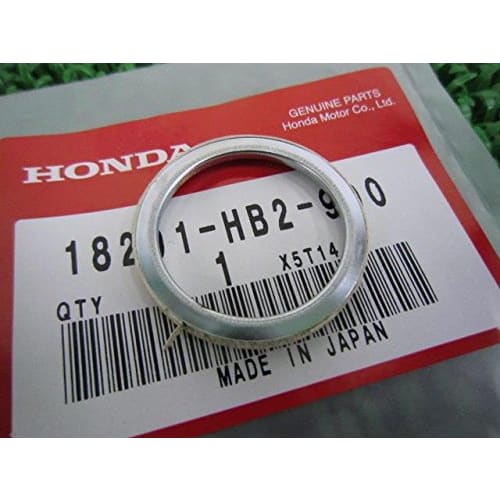 GENUINE PARTS
Honda Motor Co., Ltd.
HONDA
1
X5T14
QTY
MADE IN JAPAN